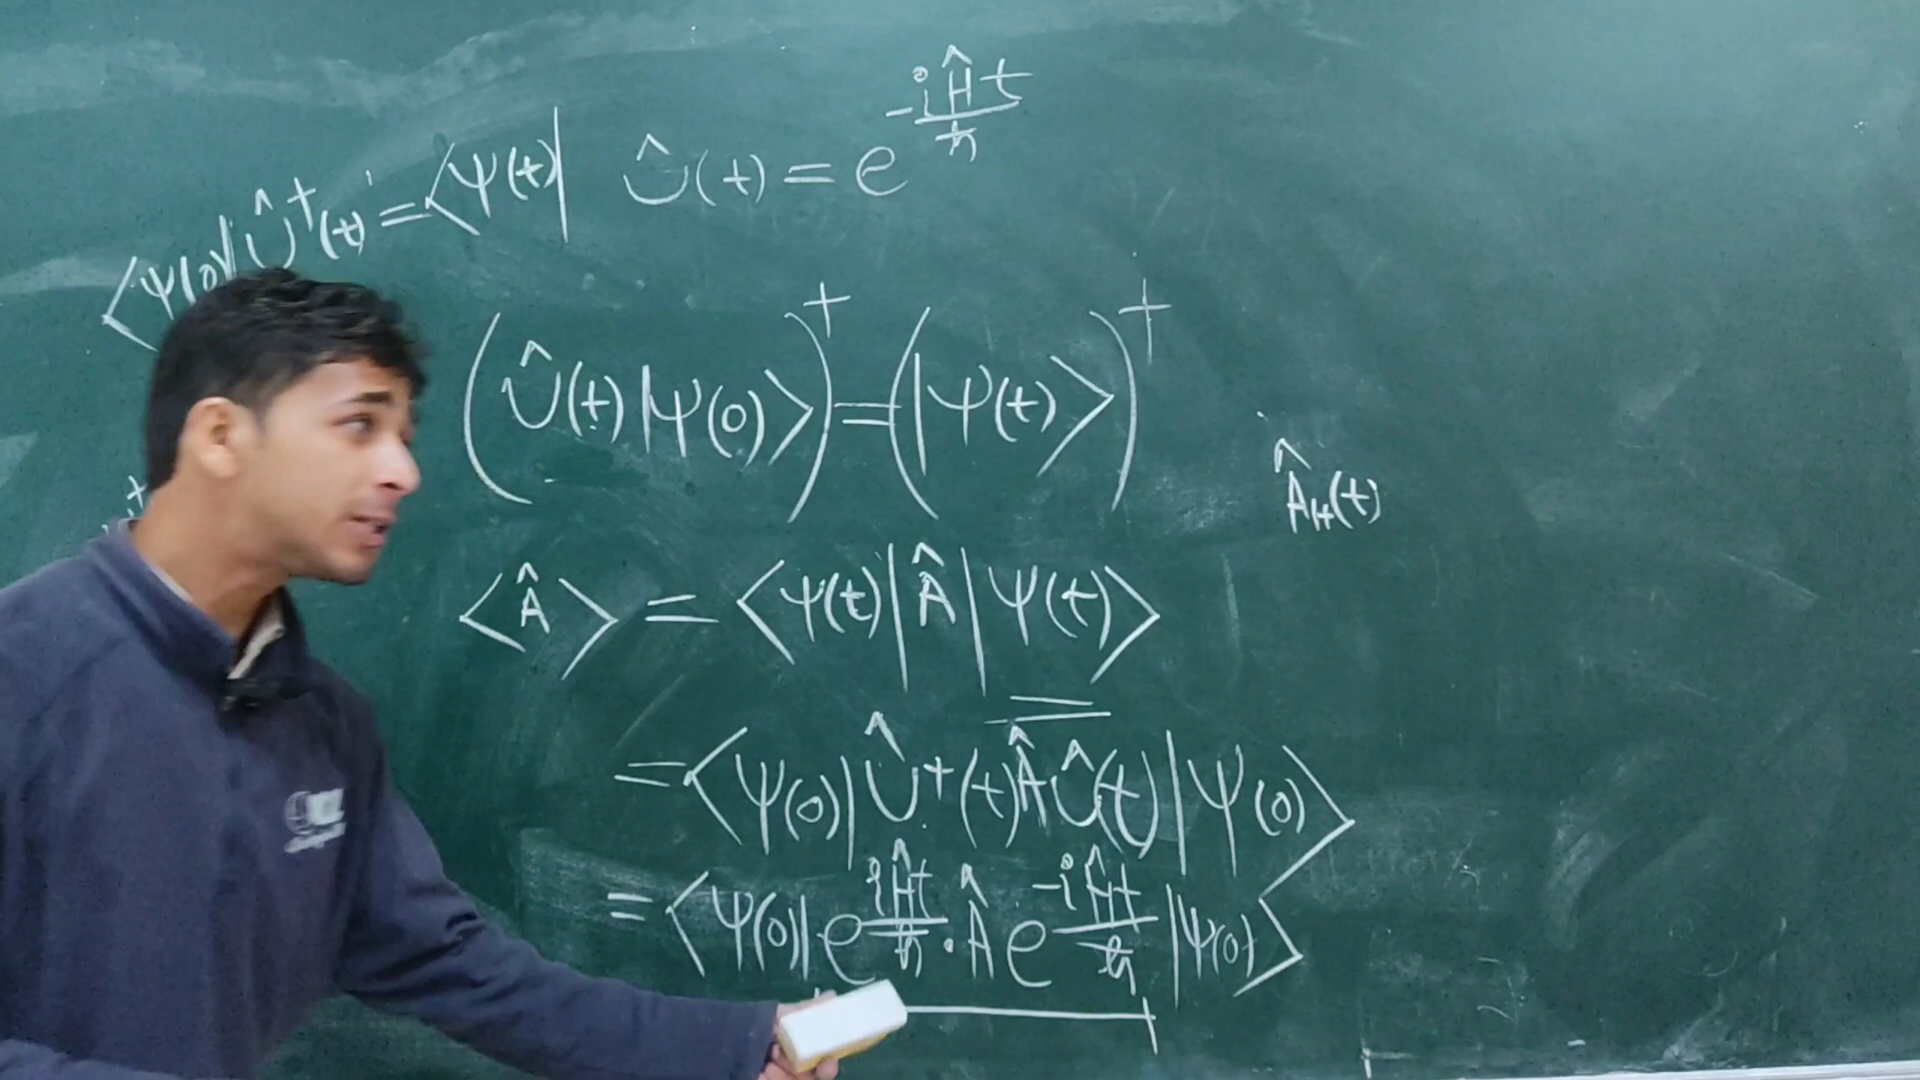 ⟨ψ(0)|Û†(t) = ⟨ψ(t)| Û(t) = e^(-iĤt/ħ)
(Û(t)|ψ(0)⟩)† = (|ψ(t)⟩)†
Â_H(t)
⟨Â⟩ = ⟨ψ(t)|Â|ψ(t)⟩
= ⟨ψ(0)|Û†(t)ÂÛ(t)|ψ(0)⟩
= ⟨ψ(0)|e^(iĤt/ħ)·Âe^(-iĤt/ħ)|ψ(0)⟩